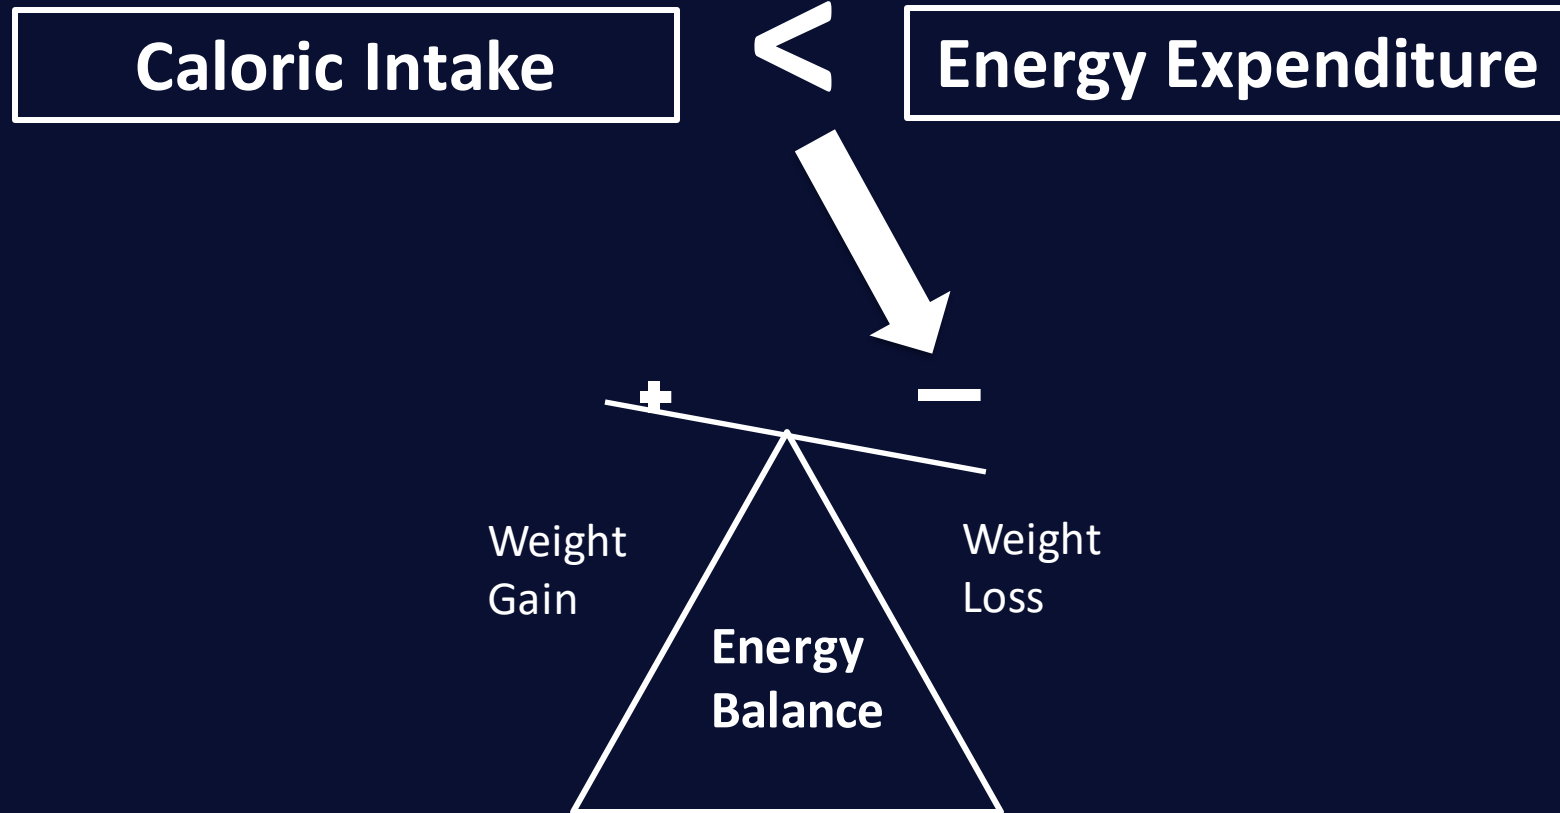 Caloric Intake < Energy Expenditure
+ −
Weight
Gain
Weight
Loss
Energy
Balance